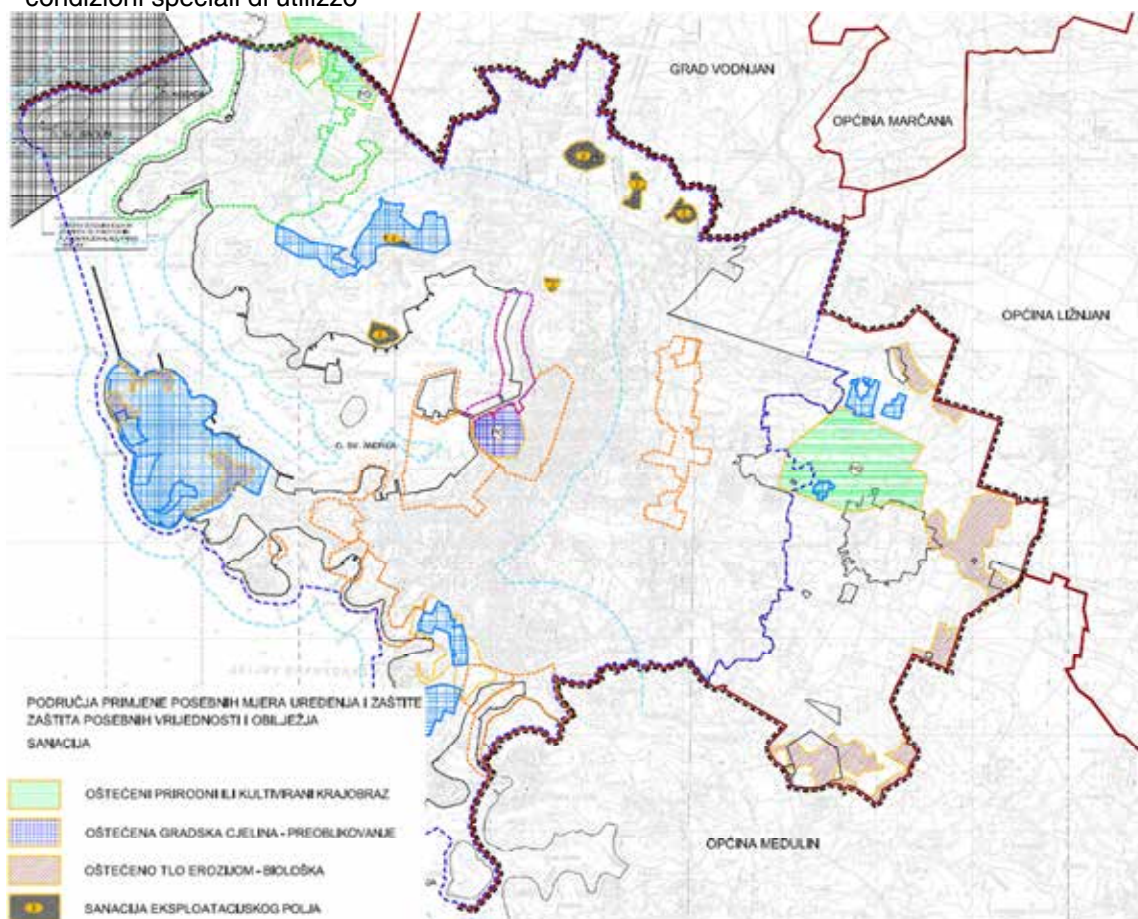 condizioni speciali di utilizzo
GRAD VODNJAN
OPĆINA MARČANA
OPĆINA LIŽNJAN
O. SV. ANDRIJA
PODRUČJA PRIMJENE POSEBNIH MJERA UREĐENJA I ZAŠTITE
ZAŠTITA POSEBNIH VRIJEDNOSTI I OBILJEŽJA
SANACIJA
OŠTEĆENI PRIRODNI ILI KULTIVIRANI KRAJOBRAZ
OŠTEĆENA GRADSKA CJELINA - PREOBLIKOVANJE
OPĆINA MEDULIN
OŠTEĆENO TLO EROZIJOM - BIOLOŠKA
SANACIJA EKSPLOATACIJSKOG POLJA